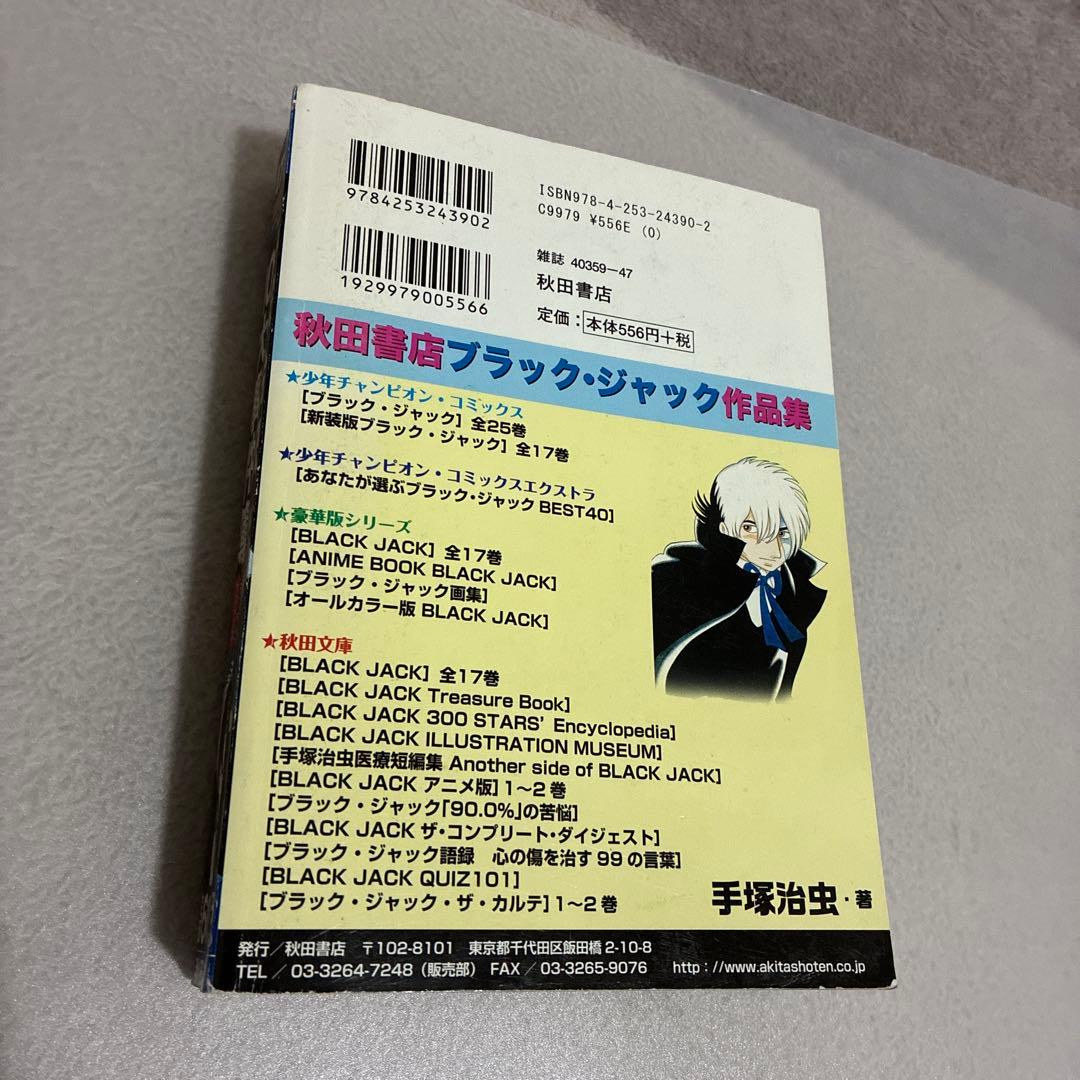 9784253243902
ISBN978-4-253-24390-2
C9979 ¥556E (0)
1929979005566
雑誌 40359-47
秋田書店
定価:本体556円+税
秋田書店ブラック・ジャック作品集
★少年チャンピオン・コミックス
[ブラック・ジャック] 全25巻
[新装版ブラック・ジャック] 全17巻
★少年チャンピオン・コミックスエクストラ
[あなたが選ぶブラック・ジャック BEST40]
★豪華版シリーズ
[BLACK JACK] 全17巻
[ANIME BOOK BLACK JACK]
[ブラック・ジャック画集]
[オールカラー版 BLACK JACK]
★秋田文庫
[BLACK JACK] 全17巻
[BLACK JACK Treasure Book]
[BLACK JACK 300 STARS' Encyclopedia]
[BLACK JACK ILLUSTRATION MUSEUM]
[手塚治虫医療短編集 Another side of BLACK JACK]
[BLACK JACK アニメ版] 1〜2巻
[ブラック・ジャック「90.0%」の苦悩]
[BLACK JACK ザ・コンプリート・ダイジェスト]
[ブラック・ジャック語録 心の傷を治す99の言葉]
[BLACK JACK QUIZ101]
[ブラック・ジャック・ザ・カルテ] 1〜2巻
手塚治虫・著
発行/秋田書店 〒102-8101 東京都千代田区飯田橋2-10-8
TEL/03-3264-7248(販売部) FAX/03-3265-9076 http://www.akitashoten.co.jp